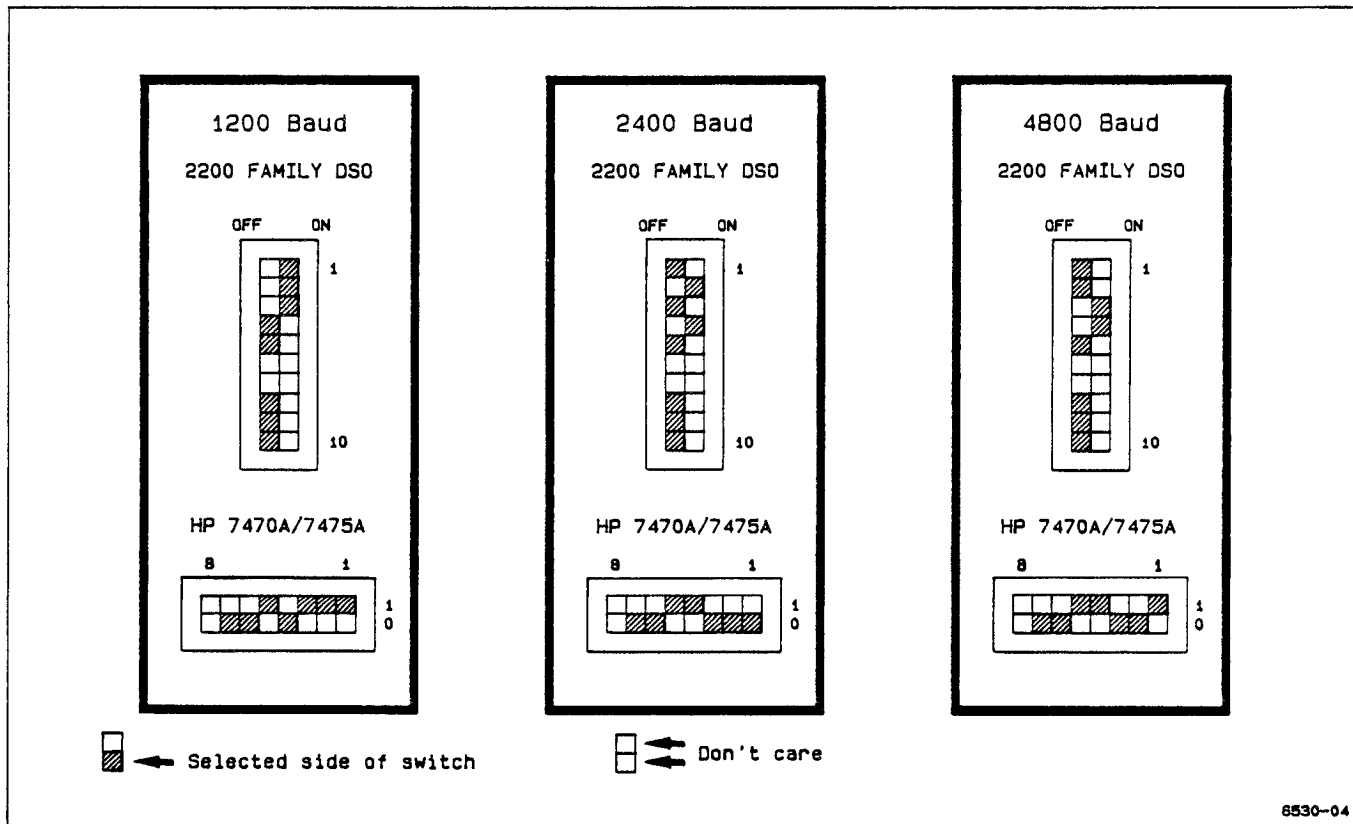 1200 Baud
2200 FAMILY DSO
OFF ON
1
10
HP 7470A/7475A
8 1
1
0
2400 Baud
2200 FAMILY DSO
OFF ON
1
10
HP 7470A/7475A
8 1
1
0
4800 Baud
2200 FAMILY DSO
OFF ON
1
10
HP 7470A/7475A
8 1
1
0
Selected side of switch
Don't care
6530-04